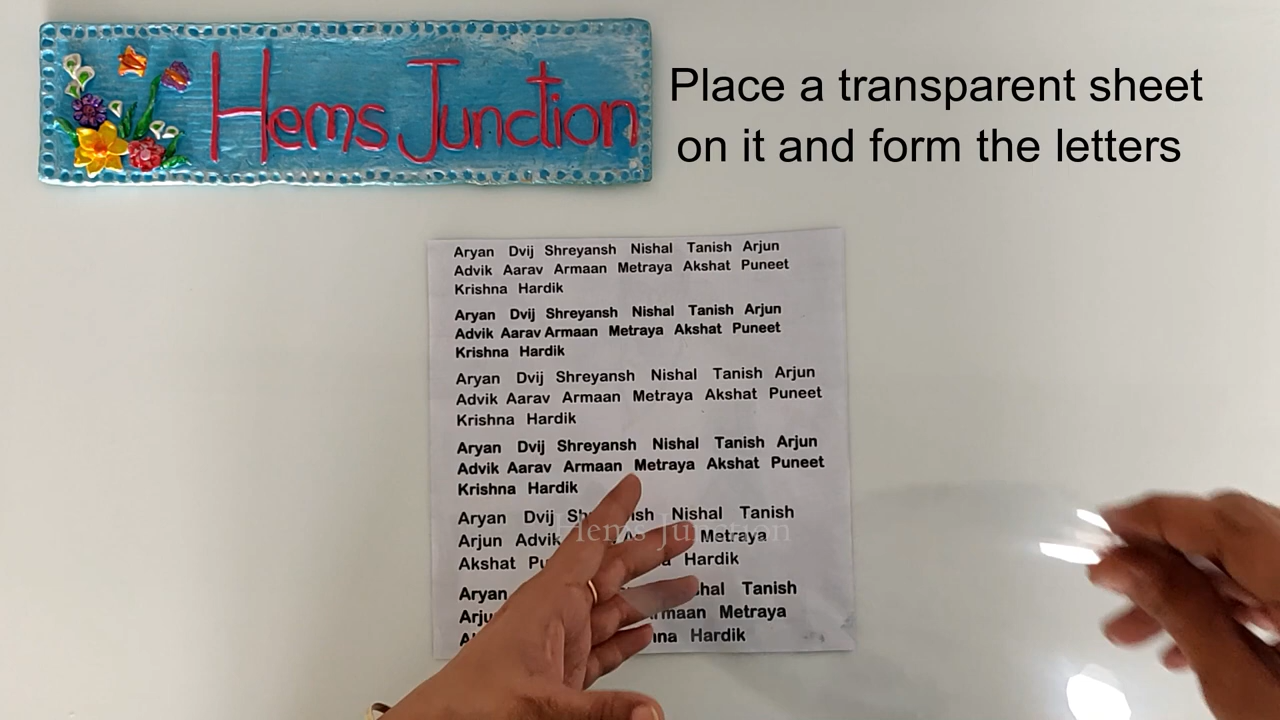 Hems Junction
Place a transparent sheet
on it and form the letters
Aryan Dvij Shreyansh Nishal Tanish Arjun
Advik Aarav Armaan Metraya Akshat Puneet
Krishna Hardik
Aryan Dvij Shreyansh Nishal Tanish Arjun
Advik Aarav Armaan Metraya Akshat Puneet
Krishna Hardik
Aryan Dvij Shreyansh Nishal Tanish Arjun
Advik Aarav Armaan Metraya Akshat Puneet
Krishna Hardik
Aryan Dvij Shreyansh Nishal Tanish Arjun
Advik Aarav Armaan Metraya Akshat Puneet
Krishna Hardik
Aryan Dvij Nishal Tanish
Hems Junction
Arjun Advik Metraya
Akshat Hardik
Aryan Tanish
Metraya
Hardik